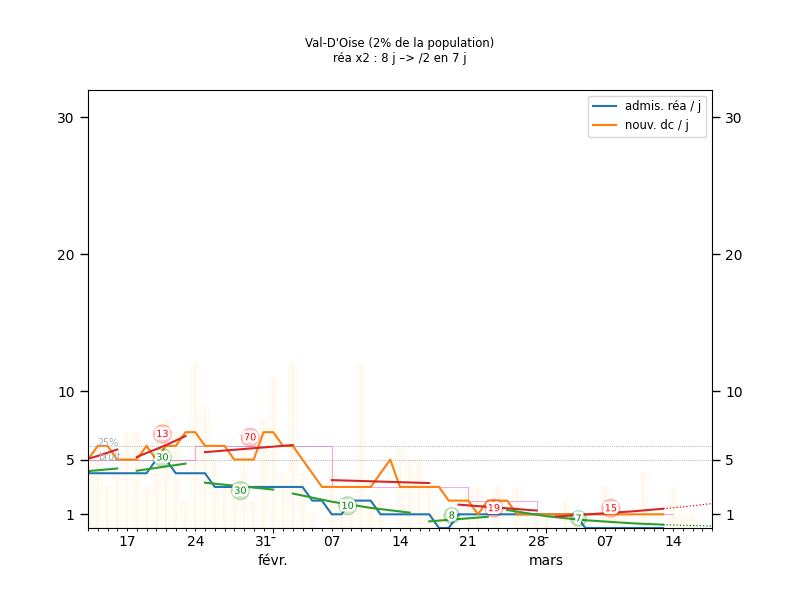 Val-D'Oise (2% de la population)
réa x2 : 8 j –> /2 en 7 j
admis. réa / j
nouv. dc / j
30 30
20 20
10 10
25%
5 5
1 1
13 70
30
30
10
8 19 7 15
17 24 31 07 14 21 28 07 14
févr. mars